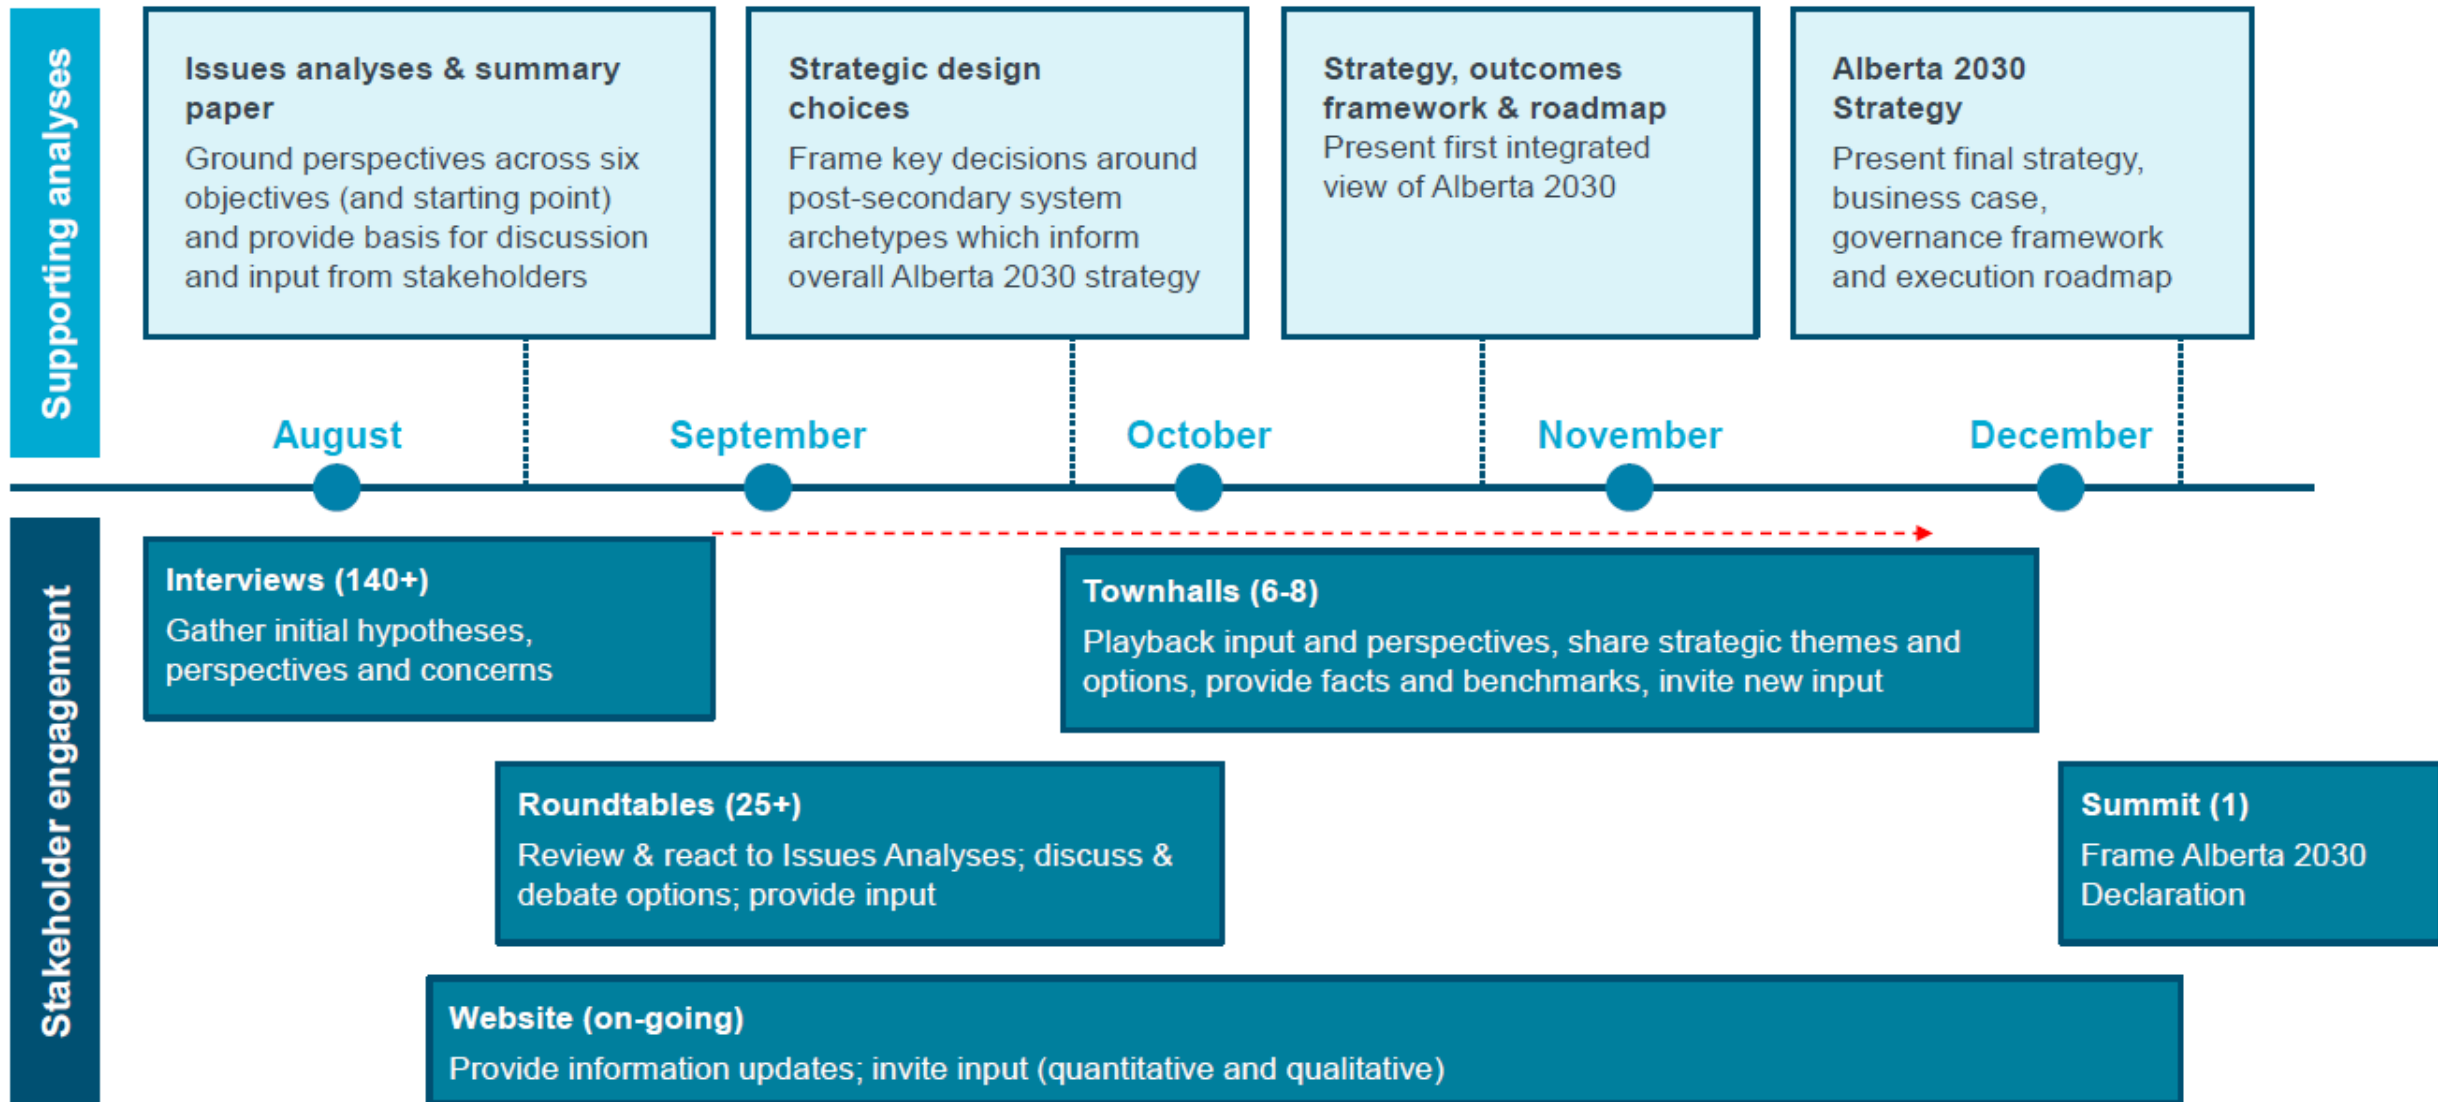 Supporting analyses
Issues analyses & summary
paper
Ground perspectives across six
objectives (and starting point)
and provide basis for discussion
and input from stakeholders
Strategic design
choices
Frame key decisions around
post-secondary system
archetypes which inform
overall Alberta 2030 strategy
Strategy, outcomes
framework & roadmap
Present first integrated
view of Alberta 2030
Alberta 2030
Strategy
Present final strategy,
business case,
governance framework
and execution roadmap
August
September
October
November
December
Stakeholder engagement
Interviews (140+)
Gather initial hypotheses,
perspectives and concerns
Townhalls (6-8)
Playback input and perspectives, share strategic themes and
options, provide facts and benchmarks, invite new input
Roundtables (25+)
Review & react to Issues Analyses; discuss &
debate options; provide input
Summit (1)
Frame Alberta 2030
Declaration
Website (on-going)
Provide information updates; invite input (quantitative and qualitative)